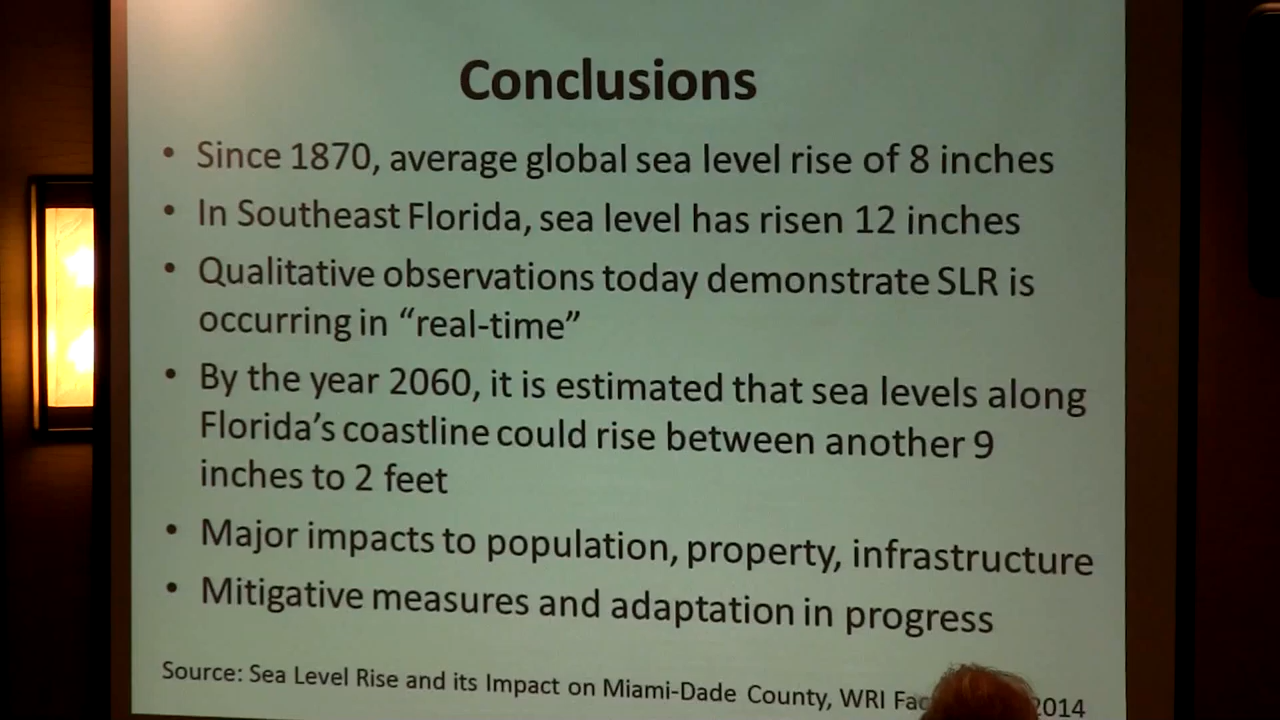 Conclusions
• Since 1870, average global sea level rise of 8 inches
• In Southeast Florida, sea level has risen 12 inches
• Qualitative observations today demonstrate SLR is
occurring in “real-time”
• By the year 2060, it is estimated that sea levels along
Florida’s coastline could rise between another 9
inches to 2 feet
• Major impacts to population, property, infrastructure
• Mitigative measures and adaptation in progress
Source: Sea Level Rise and its Impact on Miami-Dade County, WRI 2014